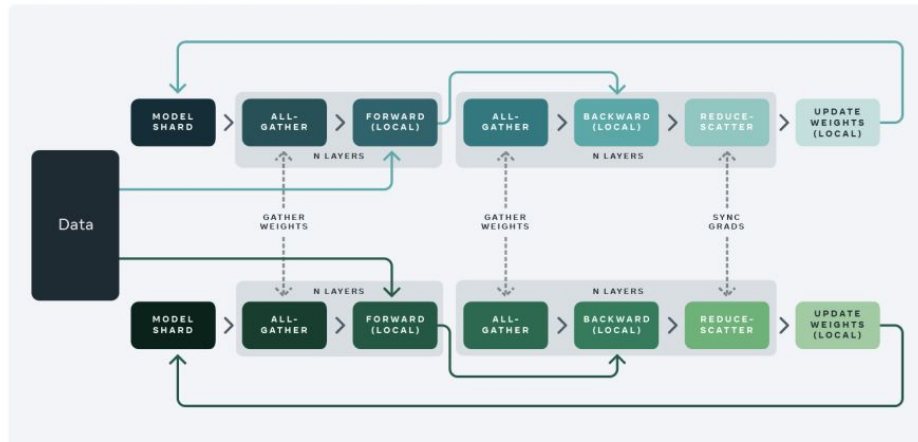 MODEL
SHARD
ALL-
GATHER
FORWARD
(LOCAL)
N LAYERS
ALL-
GATHER
BACKWARD
(LOCAL)
REDUCE-
SCATTER
N LAYERS
UPDATE
WEIGHTS
(LOCAL)
Data
GATHER
WEIGHTS
GATHER
WEIGHTS
SYNC
GRADS
MODEL
SHARD
N LAYERS
ALL-
GATHER
FORWARD
(LOCAL)
N LAYERS
ALL-
GATHER
BACKWARD
(LOCAL)
REDUCE-
SCATTER
UPDATE
WEIGHTS
(LOCAL)